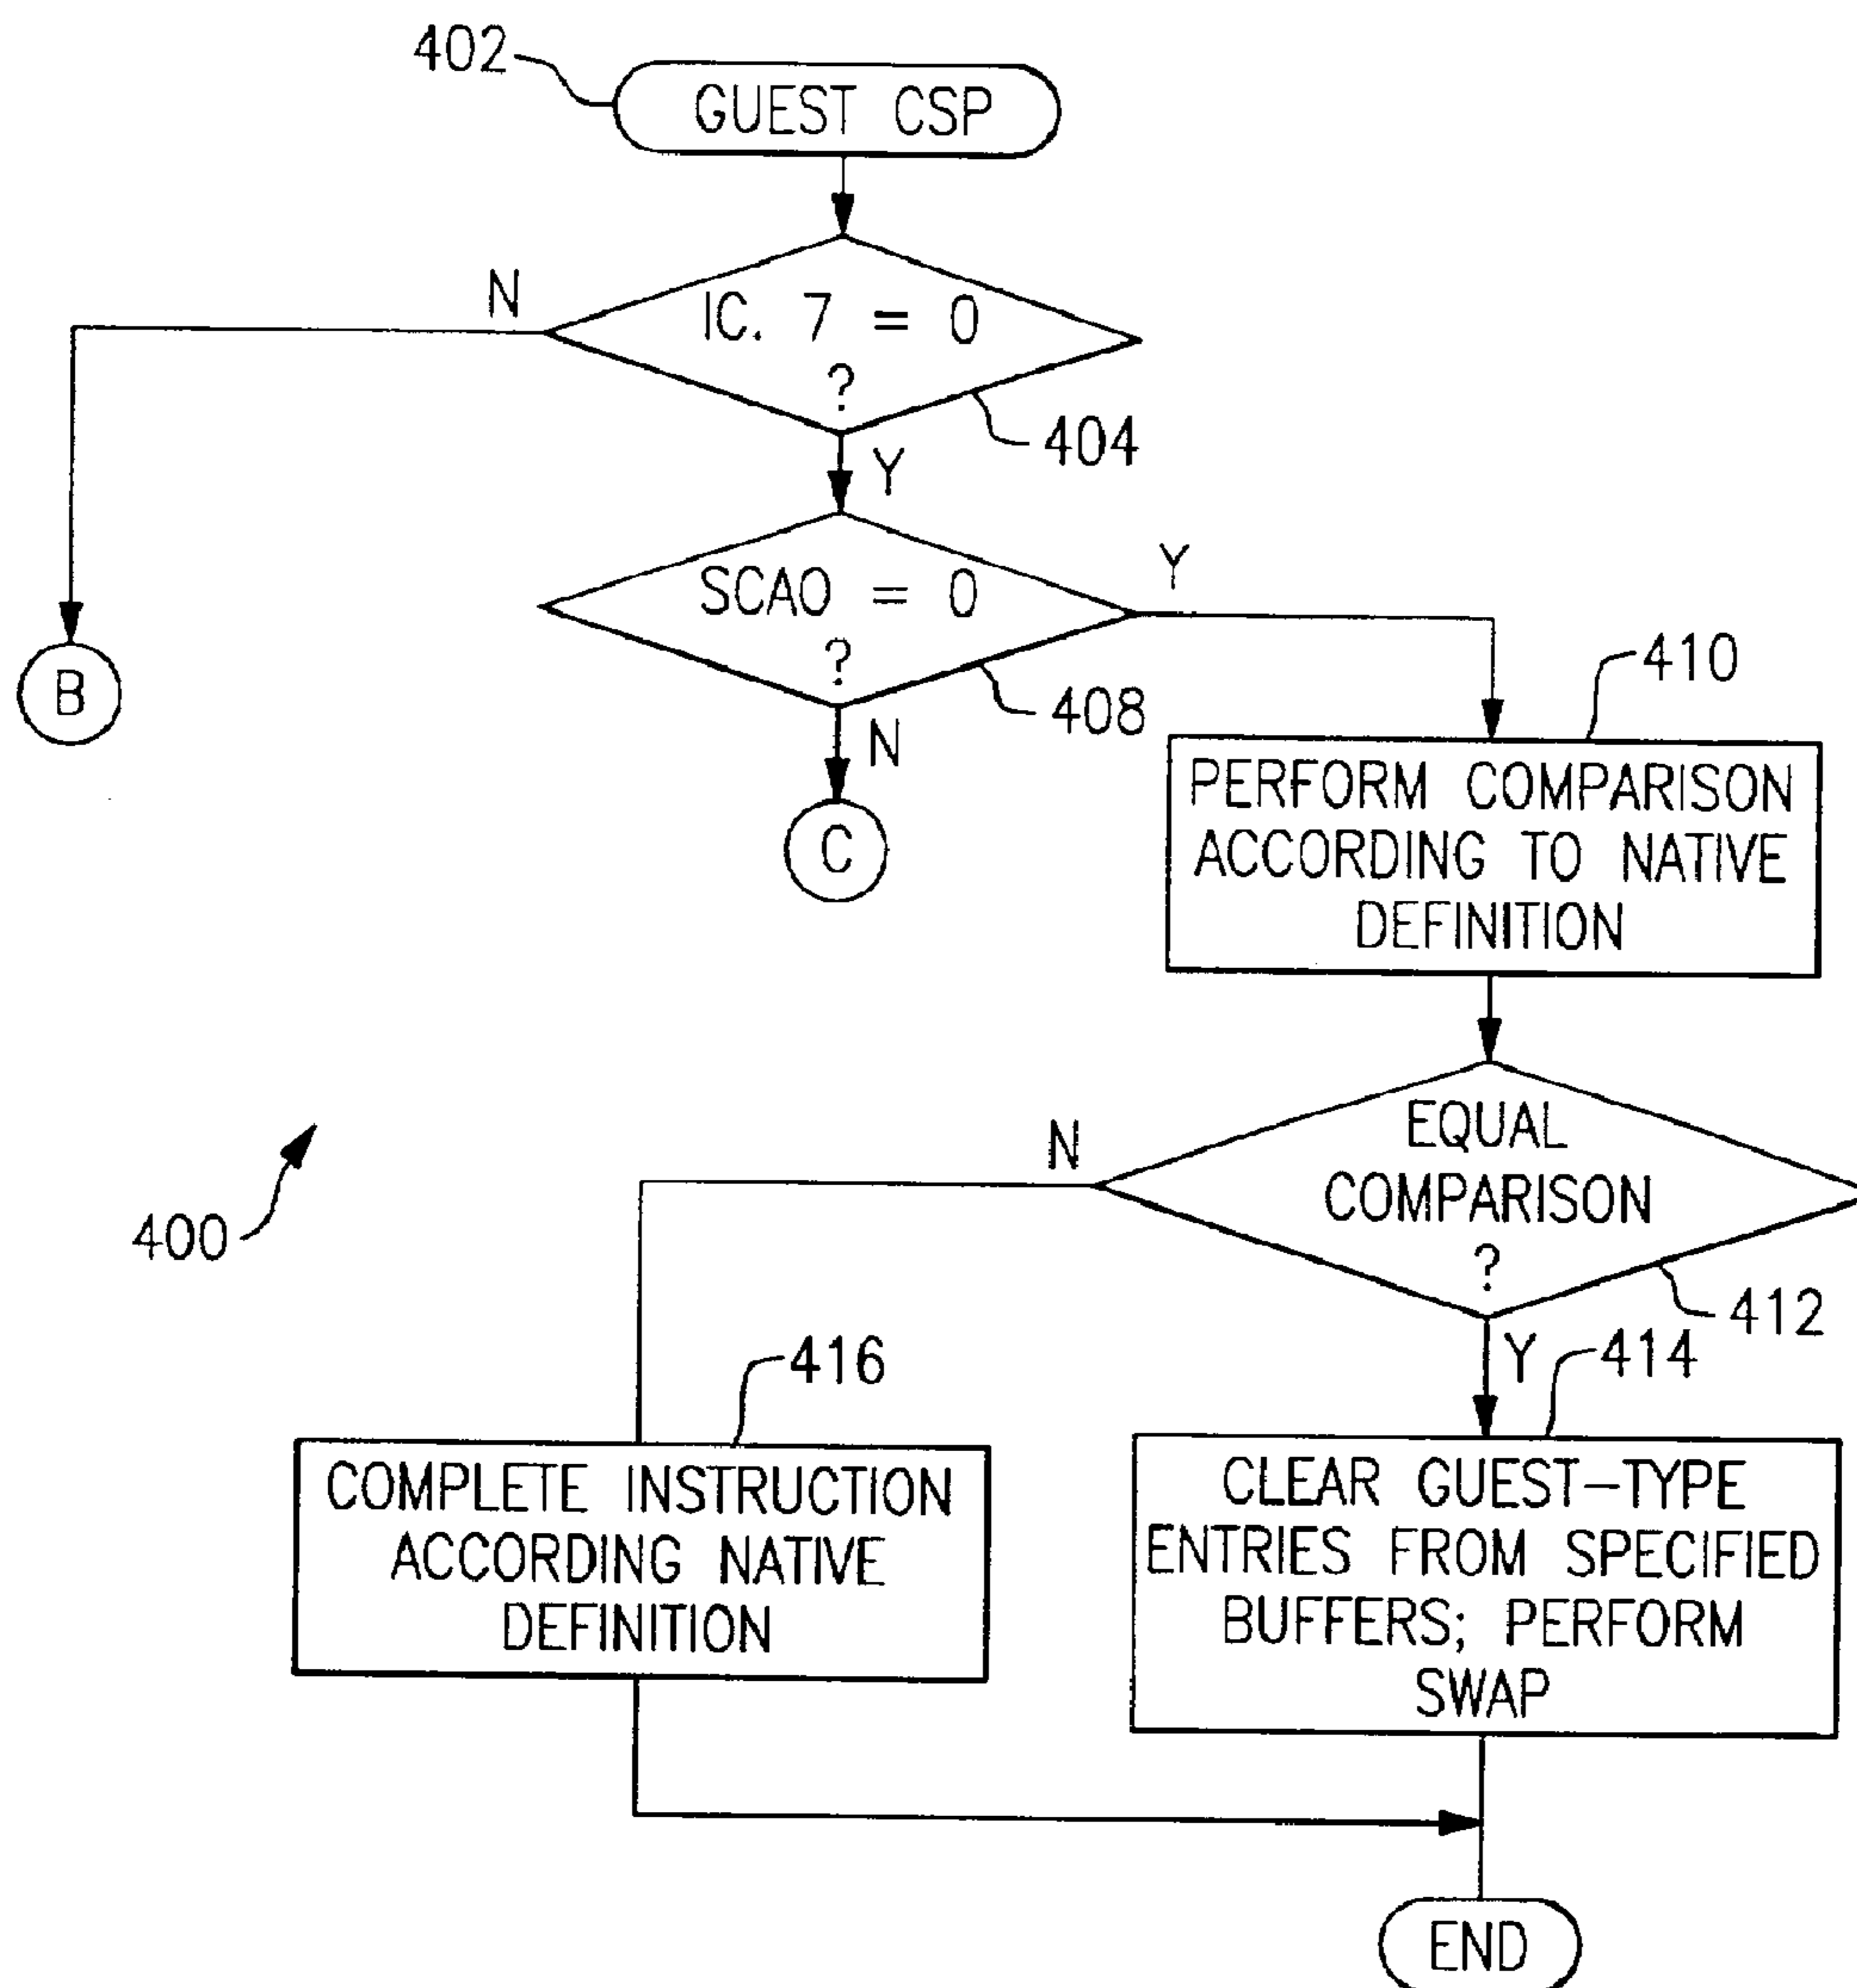 402
GUEST CSP
N
IC. 7 = 0
?
404
Y
SCAO = 0
?
Y
408
410
B
N
C
PERFORM COMPARISON
ACCORDING TO NATIVE
DEFINITION
N
EQUAL
COMPARISON
?
412
400
Y
414
416
COMPLETE INSTRUCTION
ACCORDING NATIVE
DEFINITION
CLEAR GUEST-TYPE
ENTRIES FROM SPECIFIED
BUFFERS; PERFORM
SWAP
END